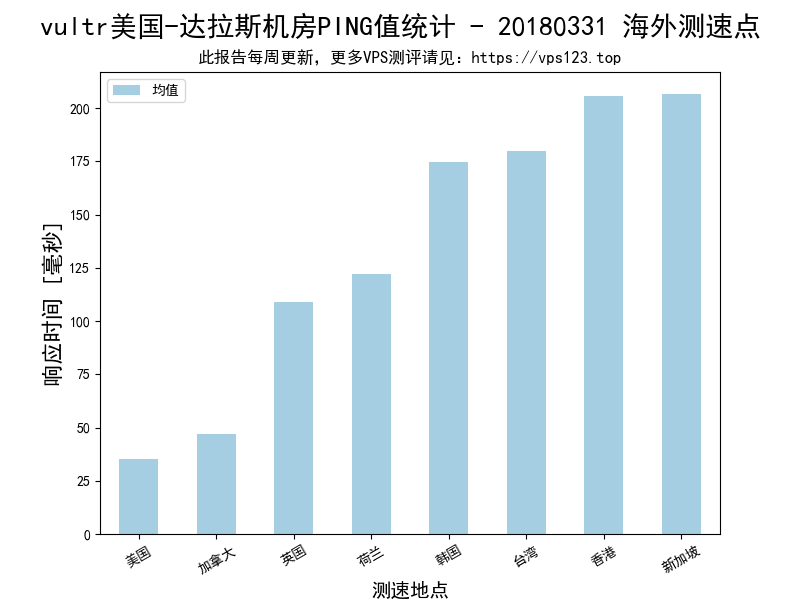 vultr美国-达拉斯机房PING值统计 - 20180331 海外测速点
此报告每周更新，更多VPS测评请见：https://vps123.top
均值
响应时间 [毫秒]
200
175
150
125
100
75
50
25
0
美国 加拿大 英国 荷兰 韩国 台湾 香港 新加坡
测速地点